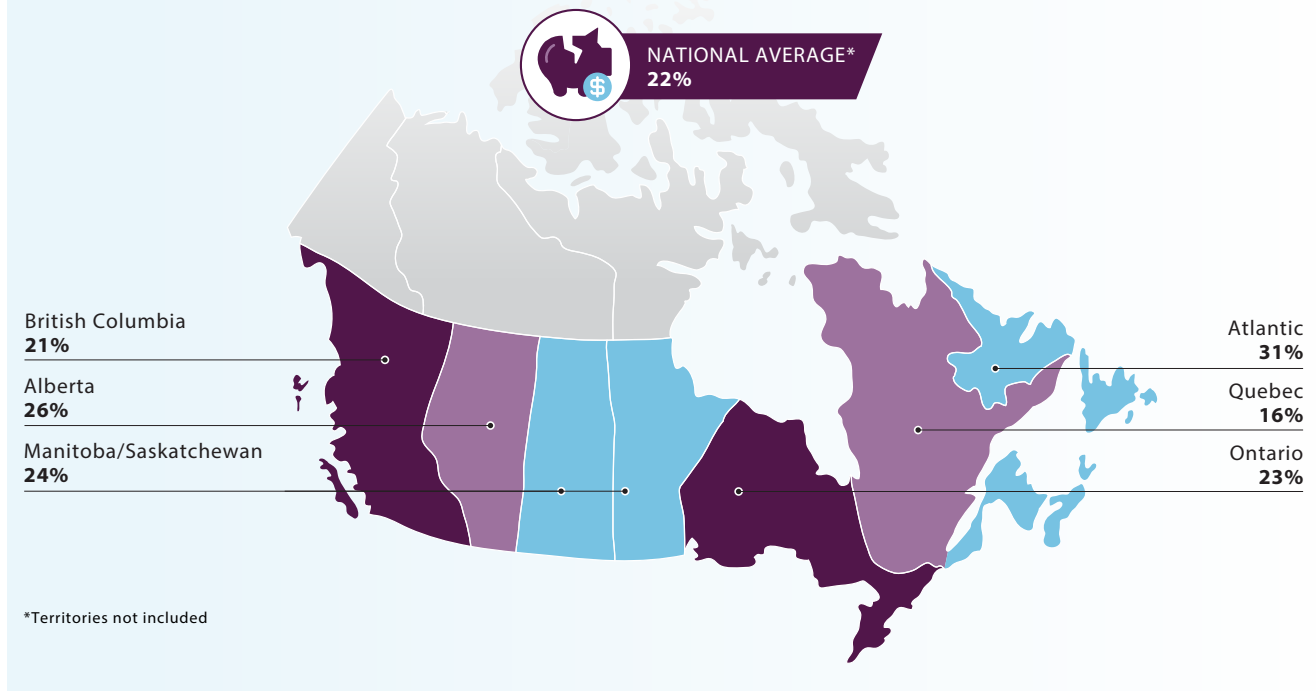 NATIONAL AVERAGE*
22%
British Columbia
21%
Alberta
26%
Manitoba/Saskatchewan
24%
Atlantic
31%
Quebec
16%
Ontario
23%
$
*Territories not included